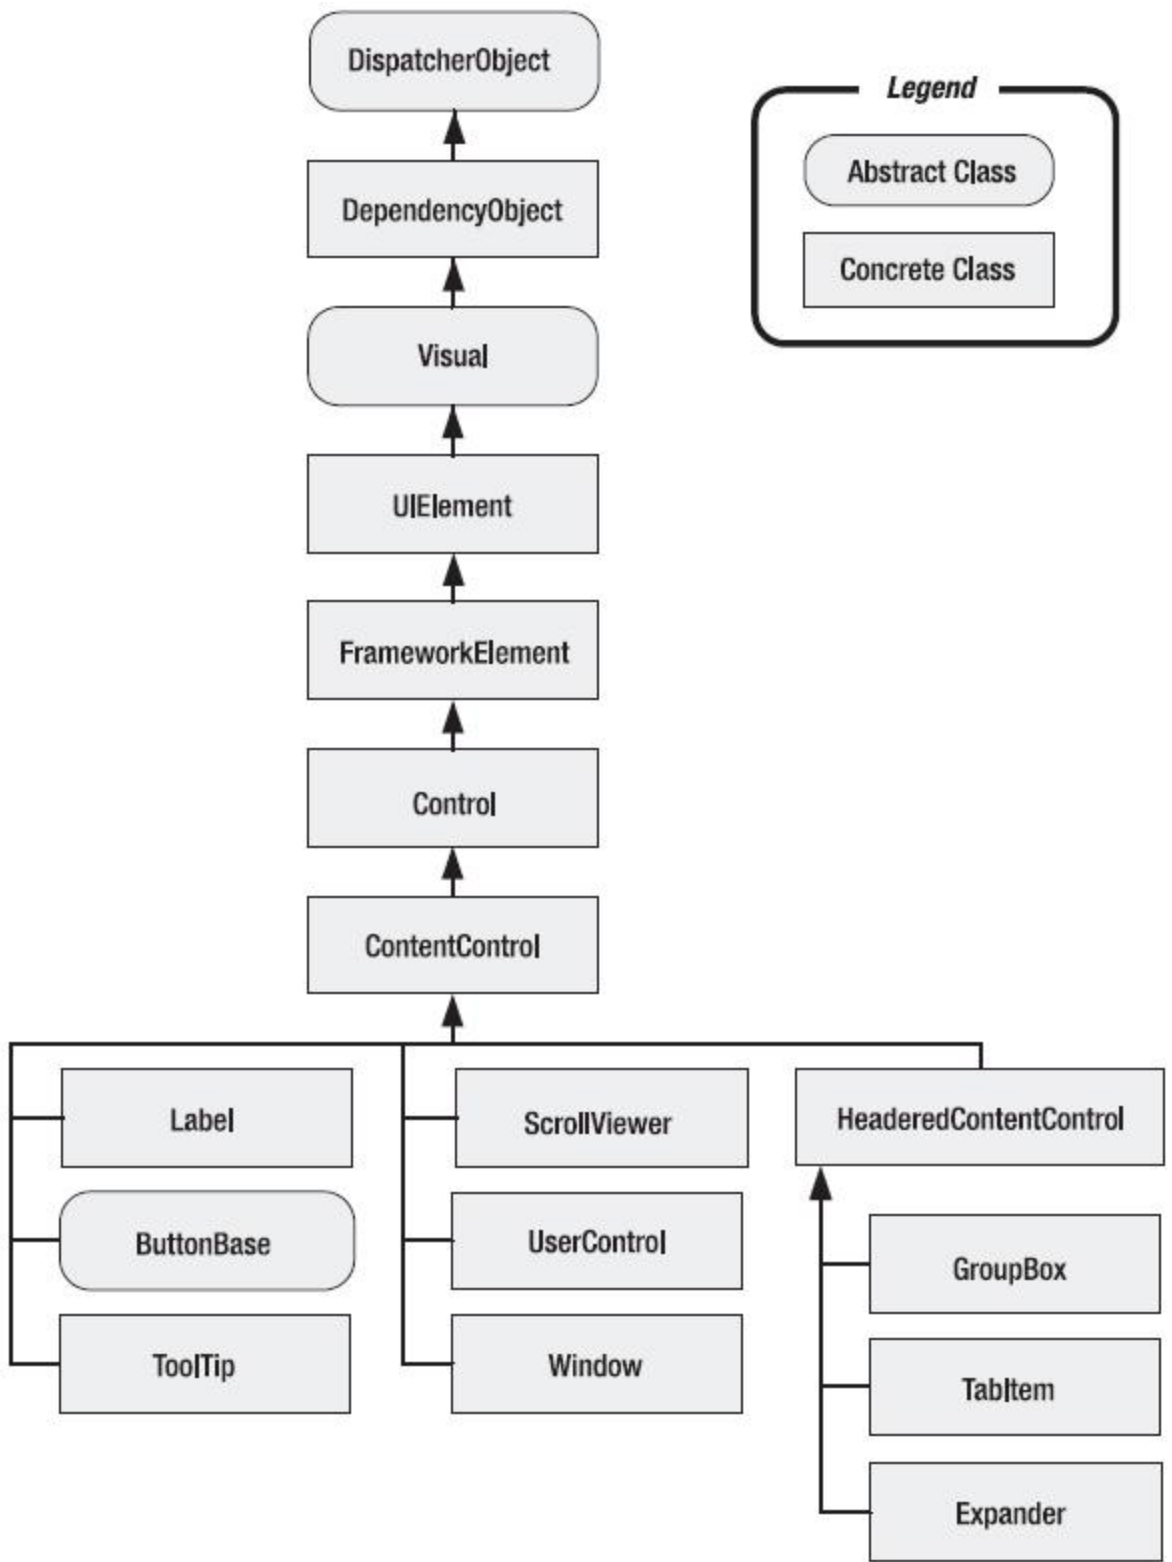 DispatcherObject
Legend
Abstract Class
DependencyObject
Concrete Class
Visual
UIElement
FrameworkElement
Control
ContentControl
Label
ScrollViewer
HeaderedContentControl
ButtonBase
UserControl
GroupBox
ToolTip
Window
TabItem
Expander